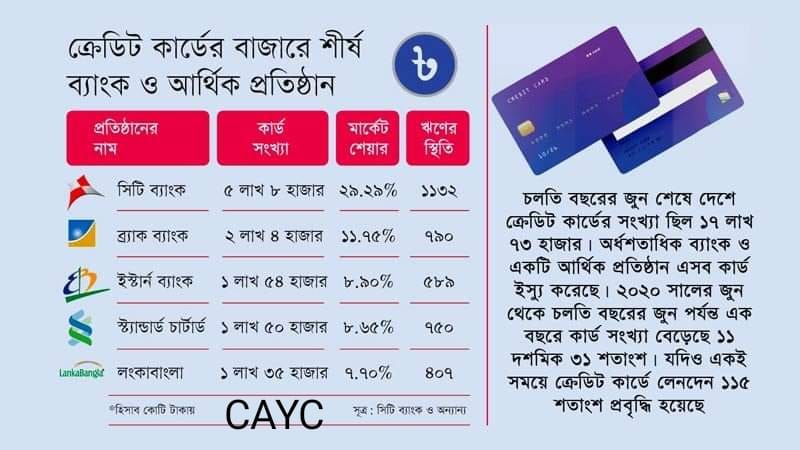 ক্রেডিট কার্ডের বাজারে শীর্ষ
ব্যাংক ও আর্থিক প্রতিষ্ঠান
৳
প্রতিষ্ঠানের নাম কার্ড সংখ্যা মার্কেট শেয়ার ঋণের স্থিতি
সিটি ব্যাংক ৫ লাখ ৮ হাজার ২৯.২৯% ১১৩২
ব্র্যাক ব্যাংক ২ লাখ ৪ হাজার ১১.৭৫% ৭৯০
ইস্টার্ন ব্যাংক ১ লাখ ৫৪ হাজার ৮.৯০% ৫৮৯
স্ট্যান্ডার্ড চার্টার্ড ১ লাখ ৫০ হাজার ৮.৬৫% ৭৫০
LankaBangla লংকাবাংলা ১ লাখ ৩৫ হাজার ৭.৭০% ৪০৭
*হিসাব কোটি টাকায় CAYC সূত্র : সিটি ব্যাংক ও অন্যান্য
CREDIT CARD
চলতি বছরের জুন শেষে দেশে
ক্রেডিট কার্ডের সংখ্যা ছিল ১৭ লাখ
৭৩ হাজার। অর্ধশতাধিক ব্যাংক ও
একটি আর্থিক প্রতিষ্ঠান এসব কার্ড
ইস্যু করেছে। ২০২০ সালের জুন
থেকে চলতি বছরের জুন পর্যন্ত এক
বছরে কার্ড সংখ্যা বেড়েছে ১১
দশমিক ৩১ শতাংশ। যদিও একই
সময়ে ক্রেডিট কার্ডে লেনদেন ১১৫
শতাংশ প্রবৃদ্ধি হয়েছে